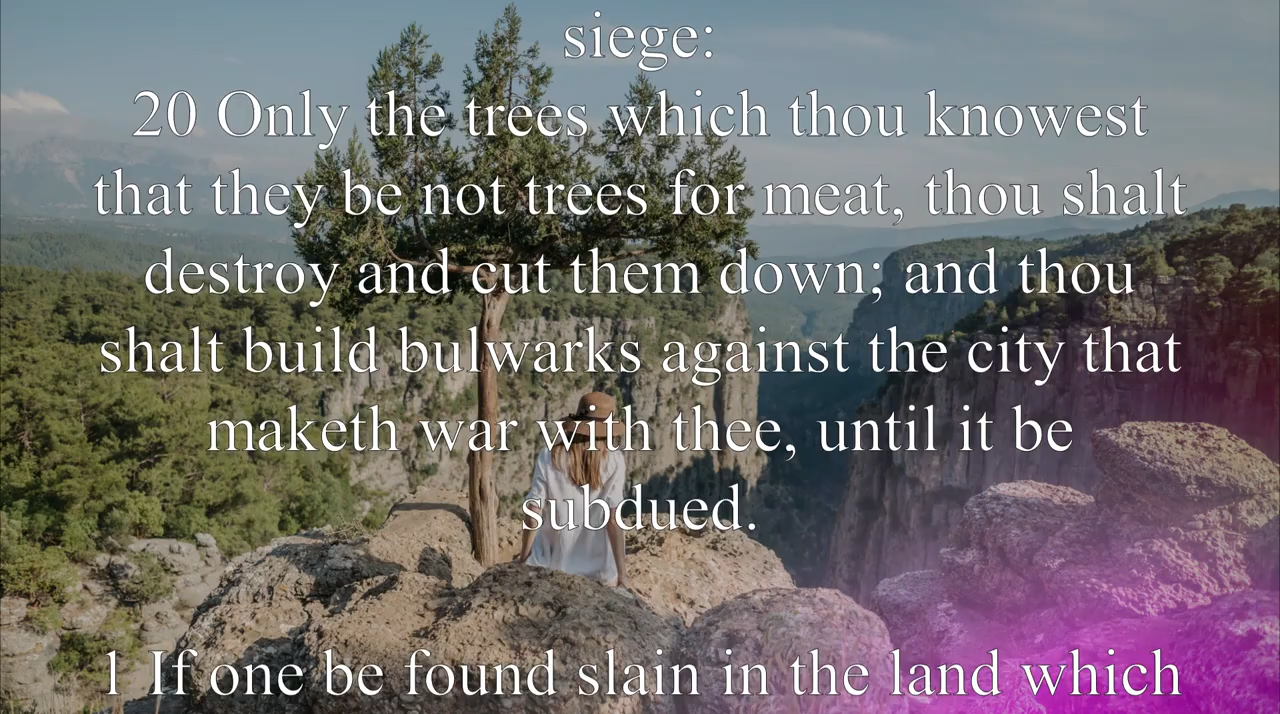 siege:
20 Only the trees which thou knowest
that they be not trees for meat, thou shalt
destroy and cut them down; and thou
shalt build bulwarks against the city that
maketh war with thee, until it be
subdued.
1 If one be found slain in the land which